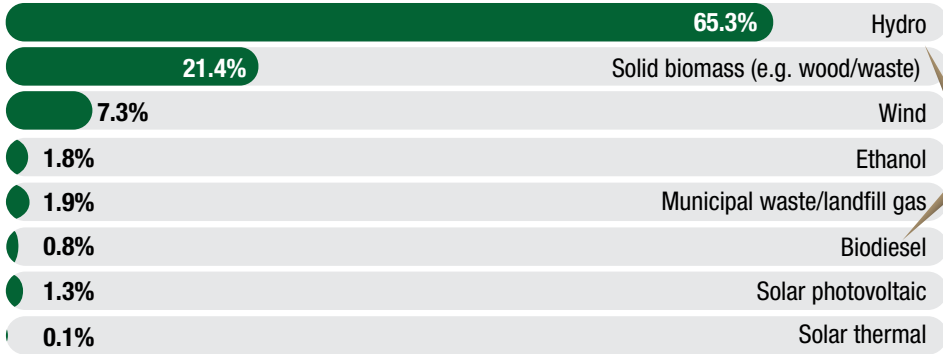 65.3% Hydro
21.4% Solid biomass (e.g. wood/waste)
7.3% Wind
1.8% Ethanol
1.9% Municipal waste/landfill gas
0.8% Biodiesel
1.3% Solar photovoltaic
0.1% Solar thermal